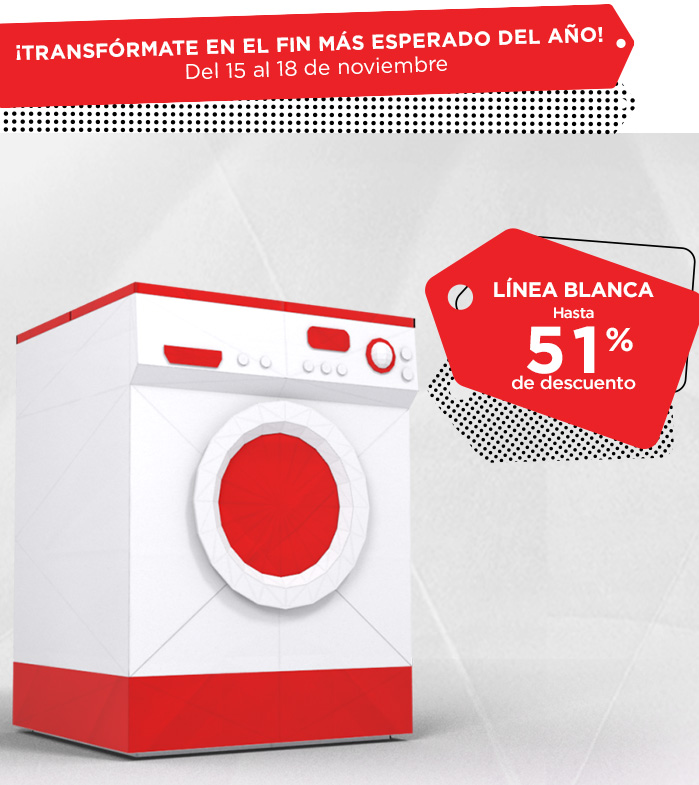 ¡TRANSFÓRMATE EN EL FIN MÁS ESPERADO DEL AÑO!
Del 15 al 18 de noviembre
LÍNEA BLANCA
Hasta
51%
de descuento